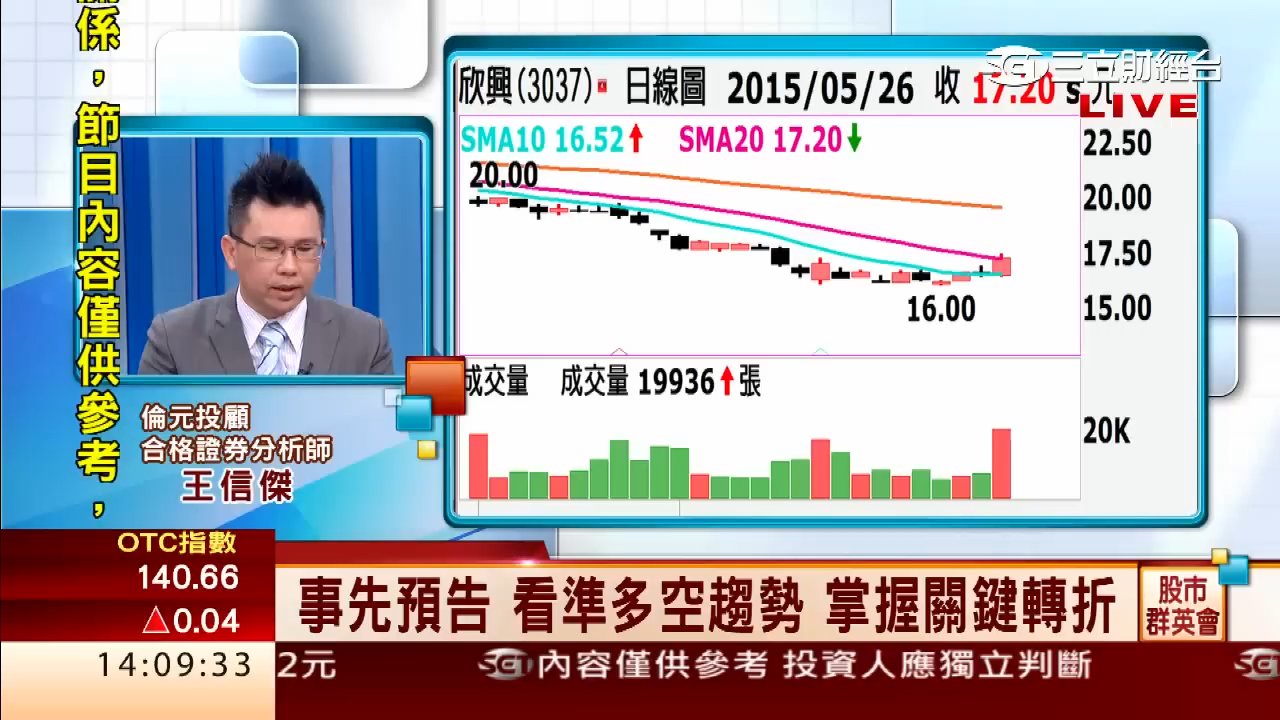 係，節目內容僅供參考，
欣興(3037) 日線圖 2015/05/26 收 17.20 s 元
SET 三立財經台
LIVE
SMA10 16.52 SMA20 17.20
20.00
16.00
22.50
20.00
17.50
15.00
成交量 成交量 19936 張
20K
倫元投顧
合格證券分析師
王信傑
OTC指數
140.66
△0.04
14:09:33
事先預告 看準多空趨勢 掌握關鍵轉折
股市
群英會
2元 SET 內容僅供參考 投資人應獨立判斷 SET